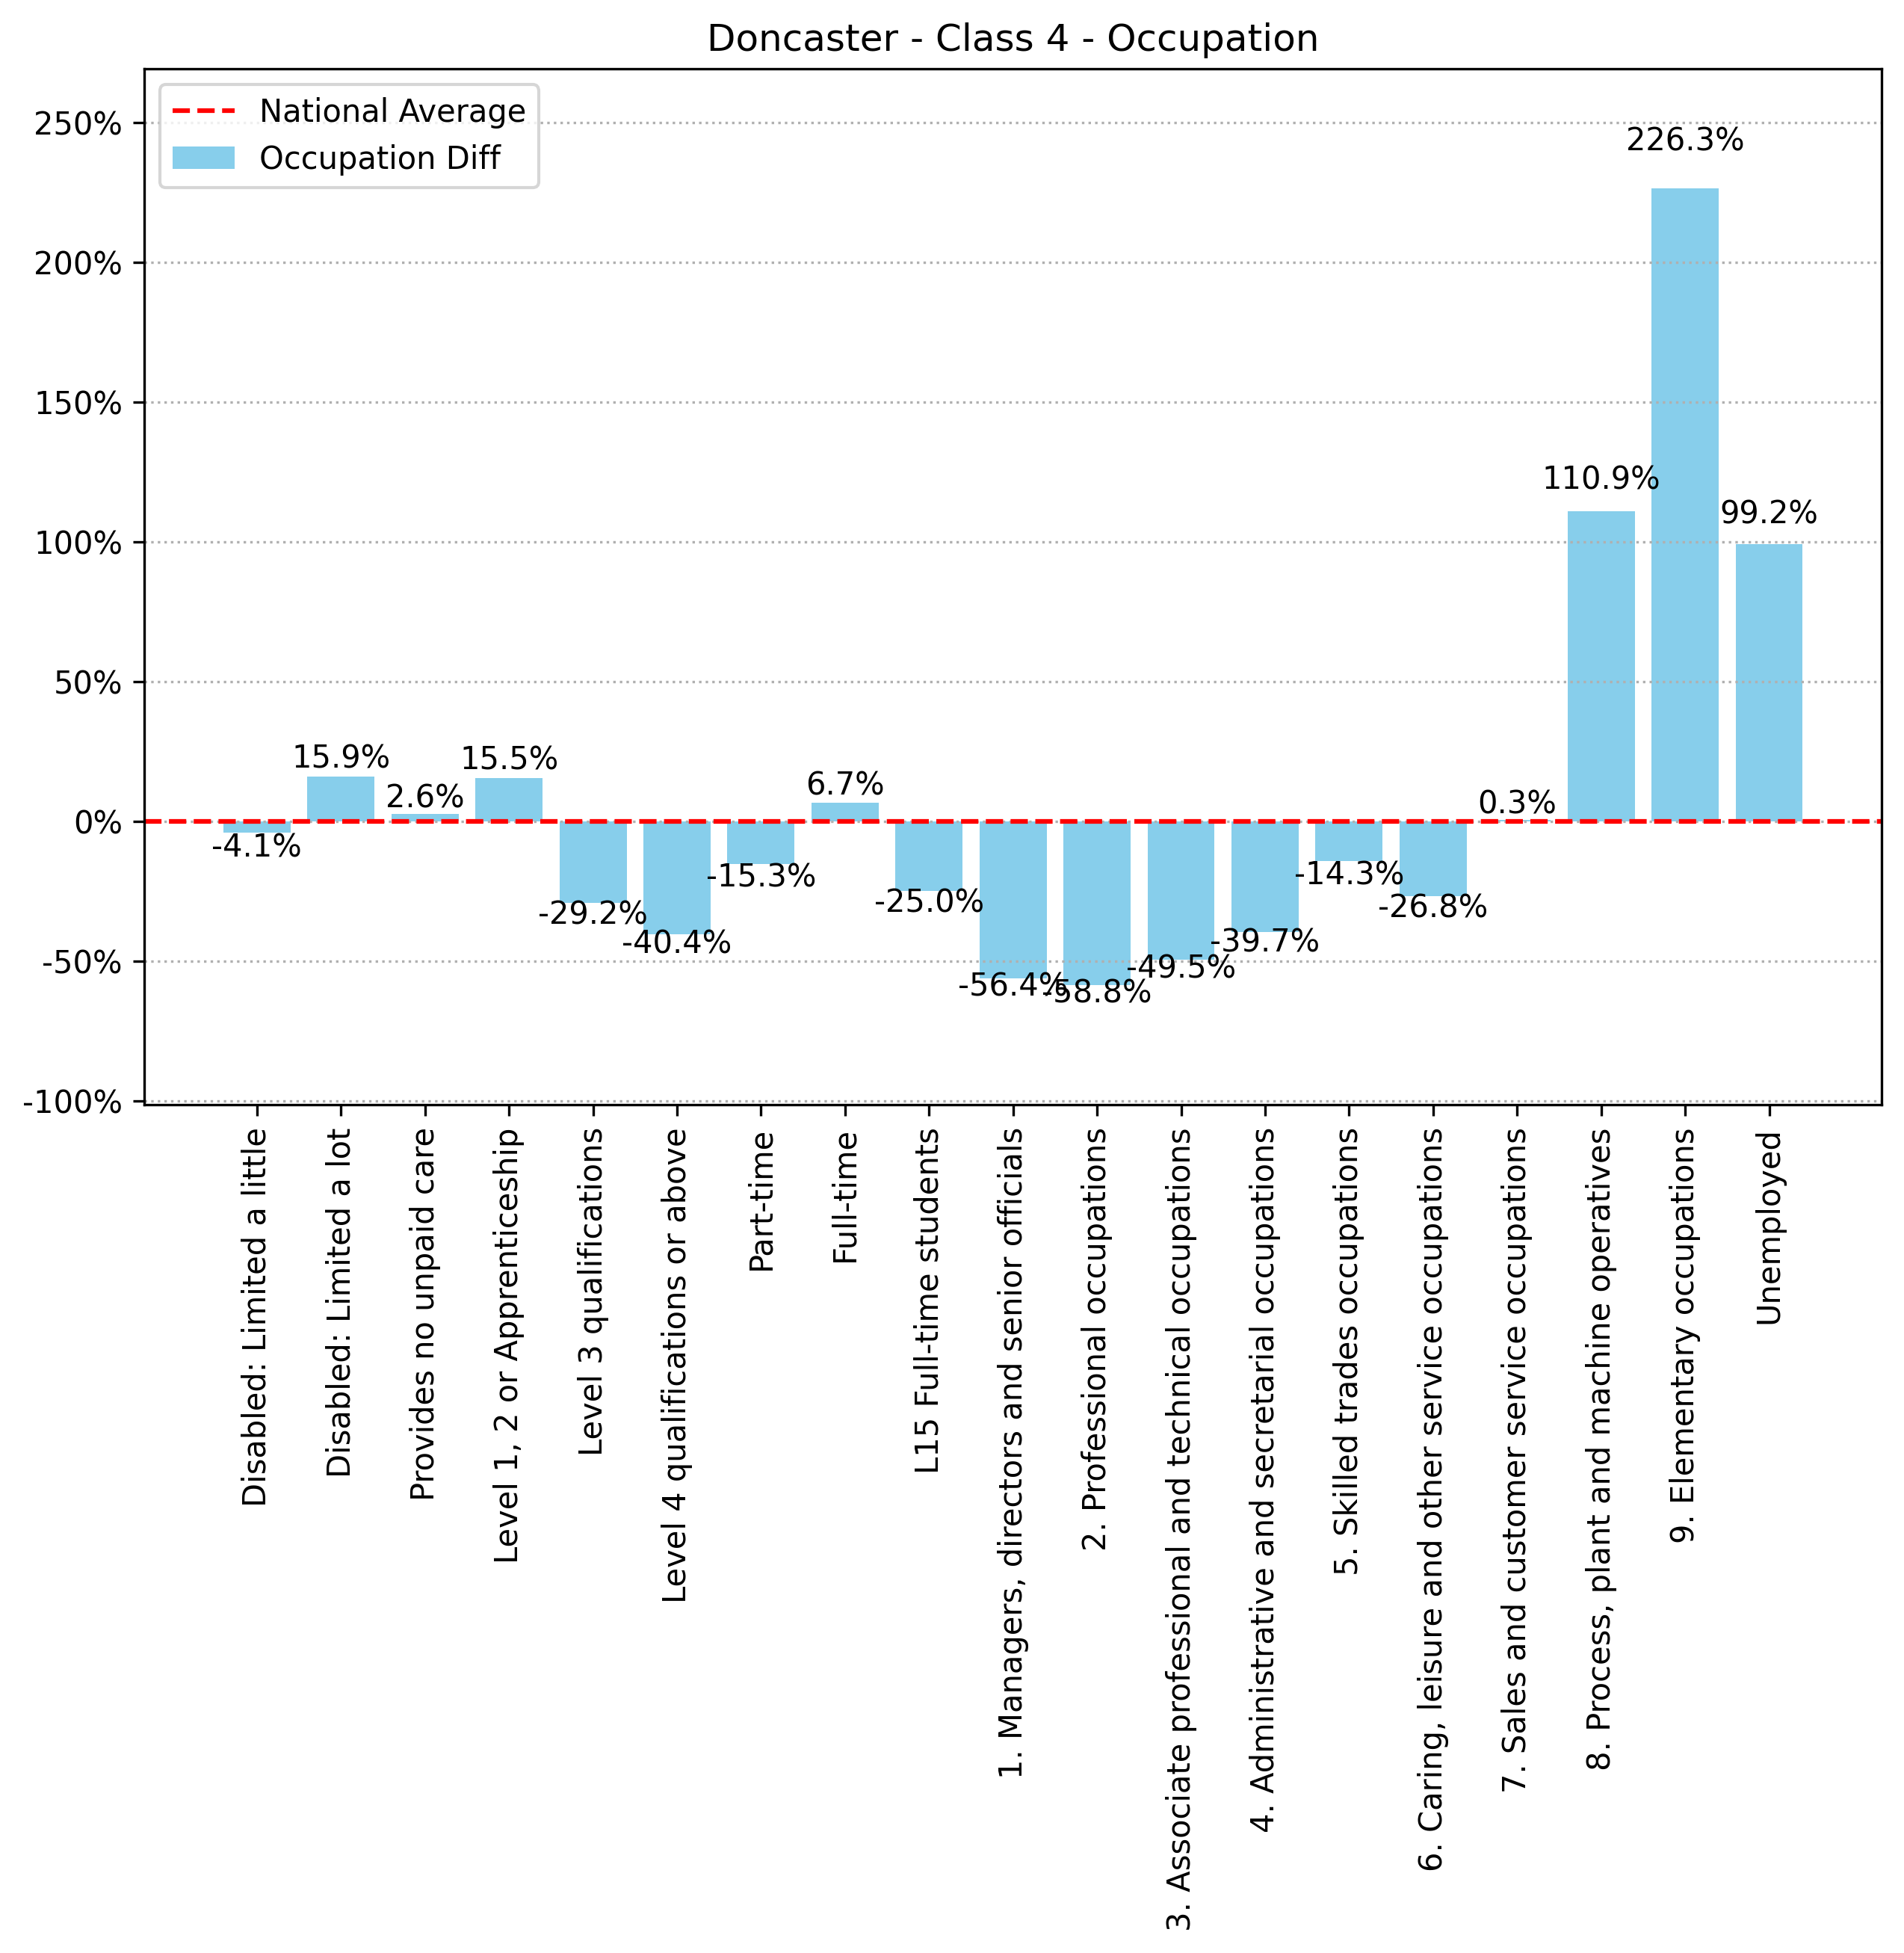 Doncaster - Class 4 - Occupation
National Average
Occupation Diff
250%
200%
150%
100%
50%
0%
-50%
-100%
-4.1%
15.9%
2.6%
15.5%
-29.2%
-40.4%
-15.3%
6.7%
-25.0%
-56.4%
-58.8%
-49.5%
-39.7%
-14.3%
-26.8%
0.3%
110.9%
226.3%
99.2%
Disabled: Limited a little
Disabled: Limited a lot
Provides no unpaid care
Level 1, 2 or Apprenticeship
Level 3 qualifications
Level 4 qualifications or above
Part-time
Full-time
L15 Full-time students
1. Managers, directors and senior officials
2. Professional occupations
3. Associate professional and technical occupations
4. Administrative and secretarial occupations
5. Skilled trades occupations
6. Caring, leisure and other service occupations
7. Sales and customer service occupations
8. Process, plant and machine operatives
9. Elementary occupations
Unemployed